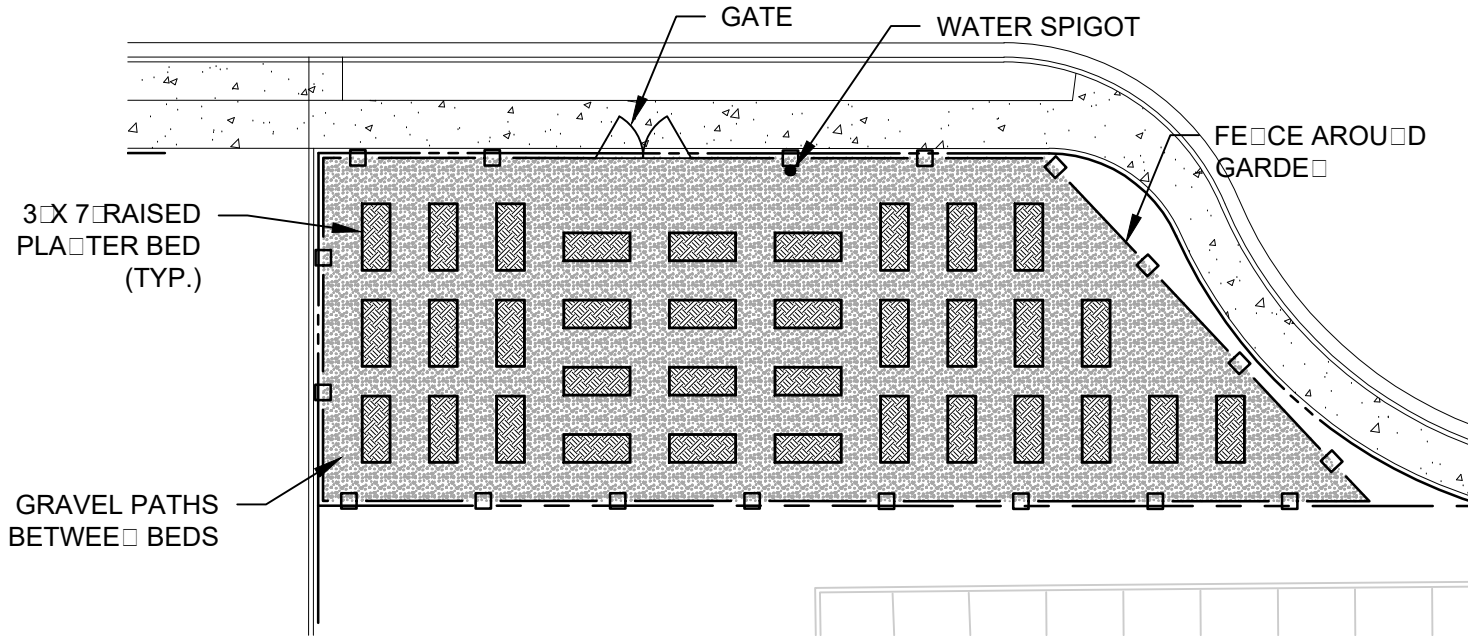 GATE
WATER SPIGOT
FE□CE AROU□D
GARDE□
3□X 7□RAISED
PLA□TER BED
(TYP.)
GRAVEL PATHS
BETWEE□ BEDS